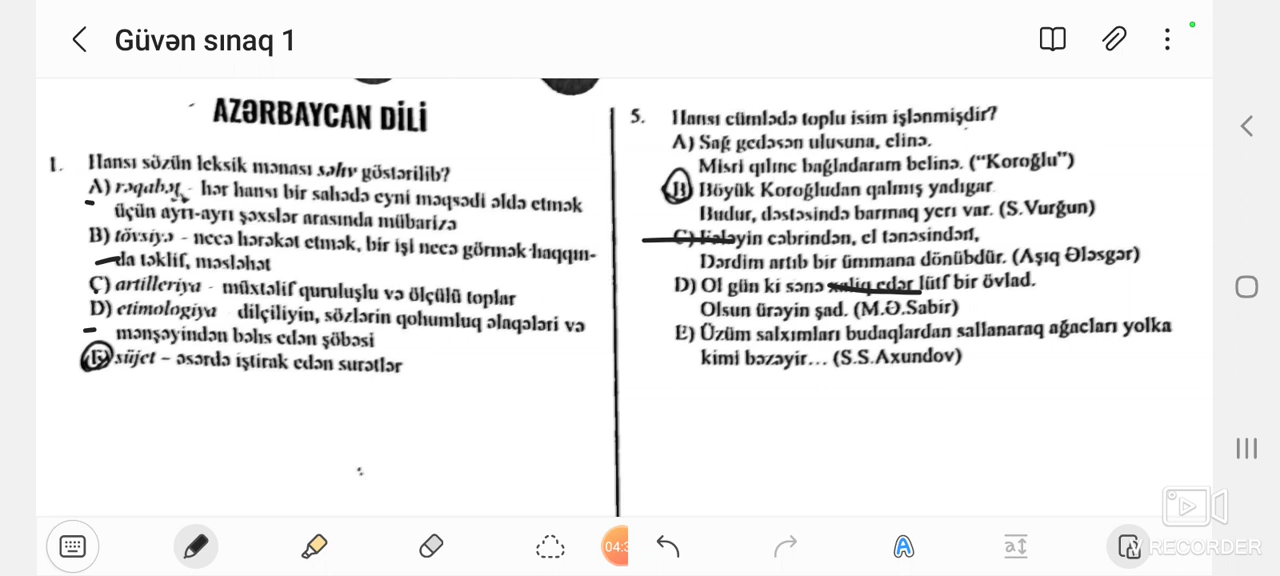 Güvən sınaq 1
AZƏRBAYCAN DİLİ
1. Hansı sözün leksik mənası səhv göstərilib?
A) rəqabət - hər hansı bir sahədə eyni məqsədi əldə etmək
üçün ayrı-ayrı şəxslər arasında mübarizə
B) tövsiyə - necə hərəkət etmək, bir işi necə görmək haqqın-
da təklif, məsləhət
C) artilleriya - müxtəlif quruluşlu və ölçülü toplar
D) etimologiya dilçiliyin, sözlərin qohumluq əlaqələri və
mənşəyindən bəhs edən şöbəsi
E) süjet – əsərdə iştirak edən surətlər
5. Hansı cümlədə toplu isim işlənmişdir?
A) Sağ gedəsən ulusuna, elinə.
Misri qılınc bağladaram belinə. ("Koroğlu")
B) Böyük Koroğludan qalmış yadigar
Budur, dəstəsində barmaq yeri var. (S.Vurğun)
C) Fələyin cəbrindən, el tənəsindən,
Dərdim artıb bir ümmana dönübdür. (Aşıq Ələsgər)
D) Ol gün ki sənə xaliq edər lütf bir övlad.
Olsun ürəyin şad. (M.Ə.Sabir)
E) Üzüm salxımları budaqlardan sallanaraq ağacları yolka
kimi bəzəyir... (S.S.Axundov)
04:3
A
a
RECORDER